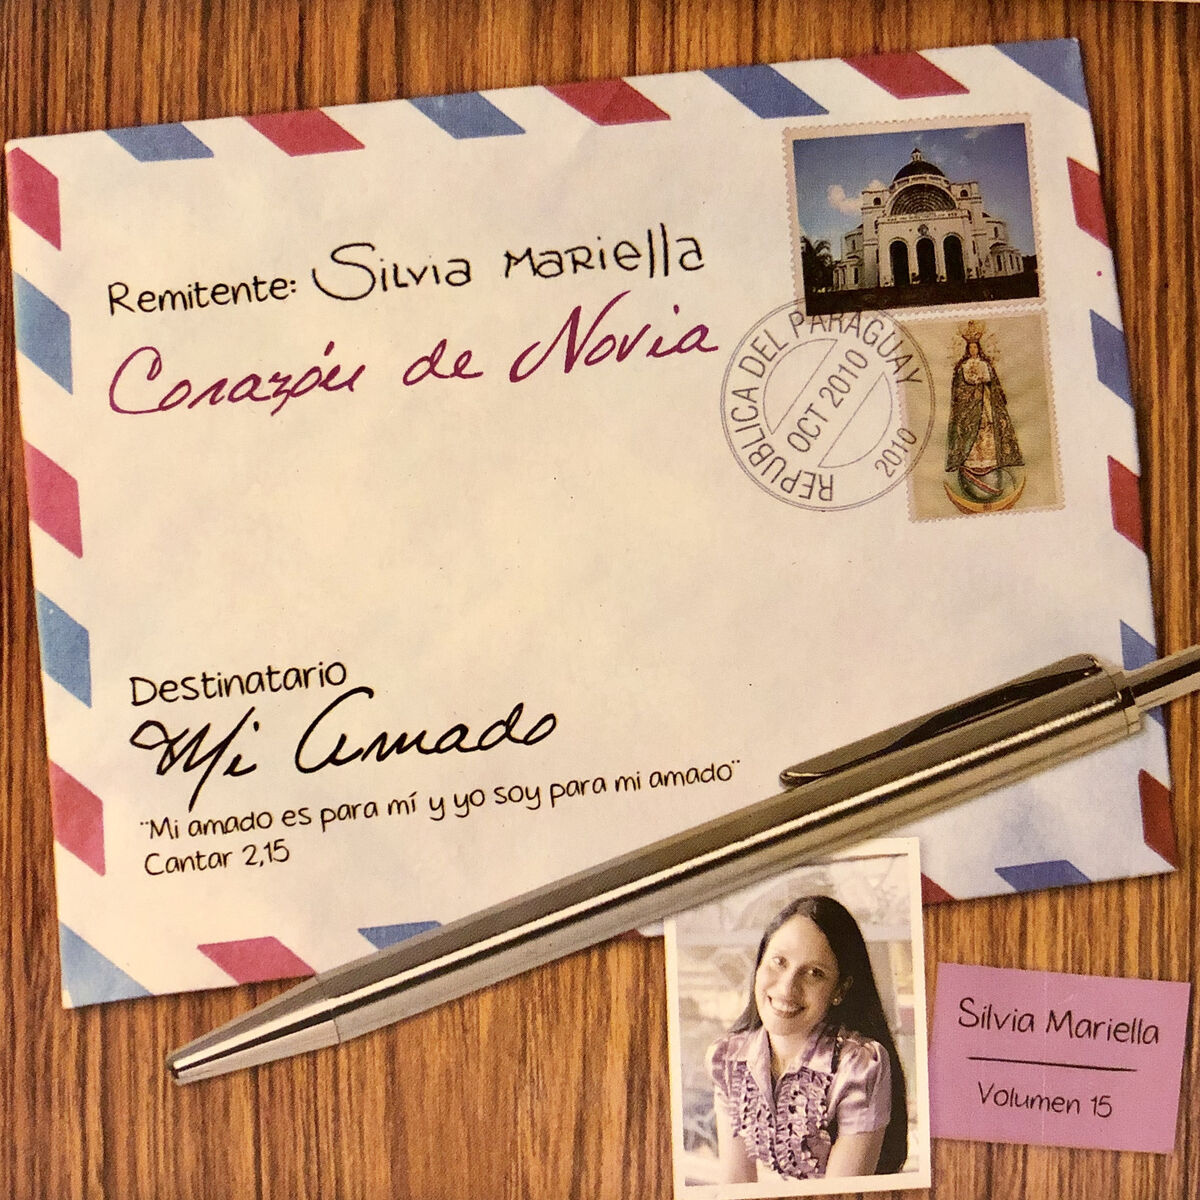 Remitente: Silvia Mariella
Corazón de Novia
REPUBLICA DEL PARAGUAY
OCT 2010
2010
Destinatario
Mi Amado
¨Mi amado es para mí y yo soy para mi amado¨
Cantar 2,15
Silvia Mariella
Volumen 15